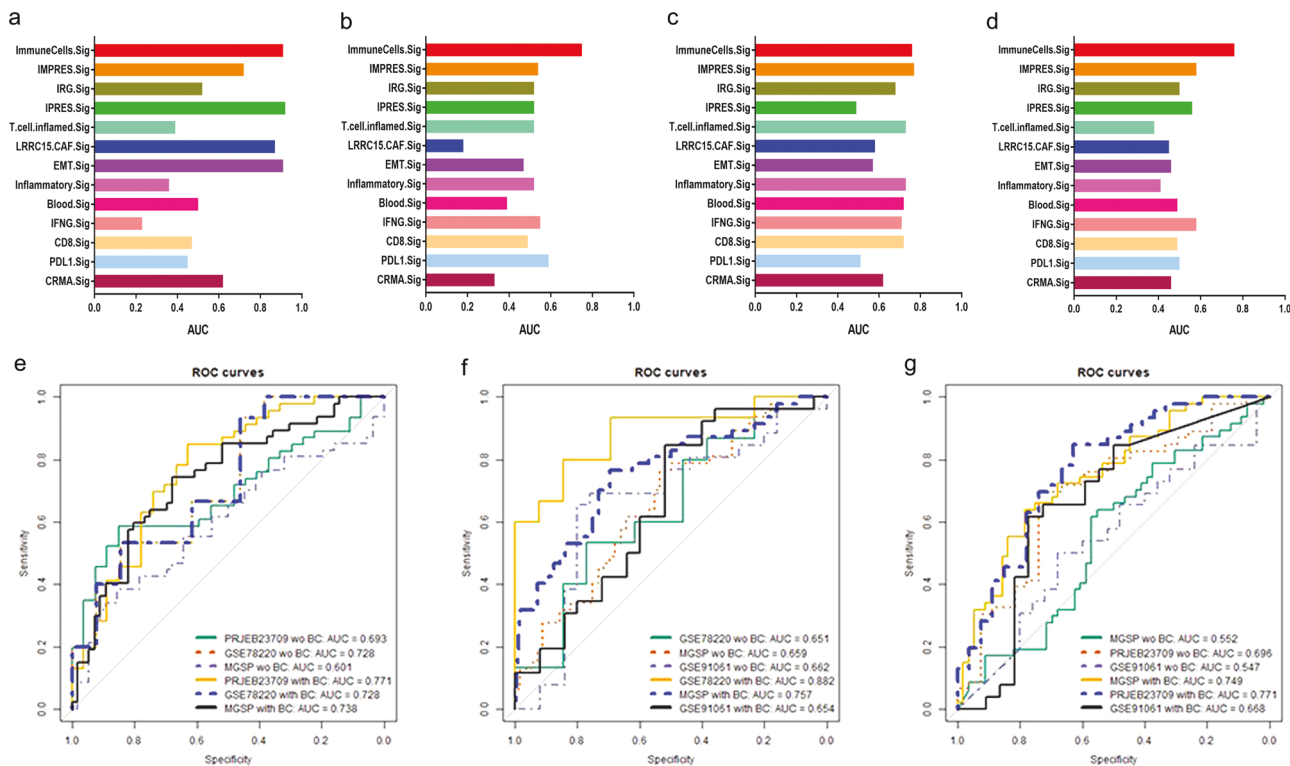 a
ImmuneCells.Sig
IMPRES.Sig
IRG.Sig
IPRES.Sig
T.cell.inflamed.Sig
LRRC15.CAF.Sig
EMT.Sig
Inflammatory.Sig
Blood.Sig
IFNG.Sig
CD8.Sig
PDL1.Sig
CRMA.Sig
0.0 0.2 0.4 0.6 0.8 1.0
AUC
b
ImmuneCells.Sig
IMPRES.Sig
IRG.Sig
IPRES.Sig
T.cell.inflamed.Sig
LRRC15.CAF.Sig
EMT.Sig
Inflammatory.Sig
Blood.Sig
IFNG.Sig
CD8.Sig
PDL1.Sig
CRMA.Sig
0.0 0.2 0.4 0.6 0.8 1.0
AUC
c
ImmuneCells.Sig
IMPRES.Sig
IRG.Sig
IPRES.Sig
T.cell.inflamed.Sig
LRRC15.CAF.Sig
EMT.Sig
Inflammatory.Sig
Blood.Sig
IFNG.Sig
CD8.Sig
PDL1.Sig
CRMA.Sig
0.0 0.2 0.4 0.6 0.8 1.0
AUC
d
ImmuneCells.Sig
IMPRES.Sig
IRG.Sig
IPRES.Sig
T.cell.inflamed.Sig
LRRC15.CAF.Sig
EMT.Sig
Inflammatory.Sig
Blood.Sig
IFNG.Sig
CD8.Sig
PDL1.Sig
CRMA.Sig
0.0 0.2 0.4 0.6 0.8 1.0
AUC
e
ROC curves
Sensitivity
1.0
0.8
0.6
0.4
0.2
0.0
PRJEB23709 wo BC: AUC = 0.693
GSE78220 wo BC: AUC = 0.728
MGSP wo BC: AUC = 0.601
PRJEB23709 with BC: AUC = 0.771
GSE78220 with BC: AUC = 0.728
MGSP with BC: AUC = 0.738
1.0 0.8 0.6 0.4 0.2 0.0
Specificity
f
ROC curves
Sensitivity
1.0
0.8
0.6
0.4
0.2
0.0
GSE78220 wo BC: AUC = 0.651
MGSP wo BC: AUC = 0.659
GSE91061 wo BC: AUC = 0.662
GSE78220 with BC: AUC = 0.882
MGSP with BC: AUC = 0.757
GSE91061 with BC: AUC = 0.654
1.0 0.8 0.6 0.4 0.2 0.0
Specificity
g
ROC curves
Sensitivity
1.0
0.8
0.6
0.4
0.2
0.0
MGSP wo BC: AUC = 0.552
PRJEB23709 wo BC: AUC = 0.696
GSE91061 wo BC: AUC = 0.547
MGSP with BC: AUC = 0.749
PRJEB23709 with BC: AUC = 0.771
GSE91061 with BC: AUC = 0.668
1.0 0.8 0.6 0.4 0.2 0.0
Specificity